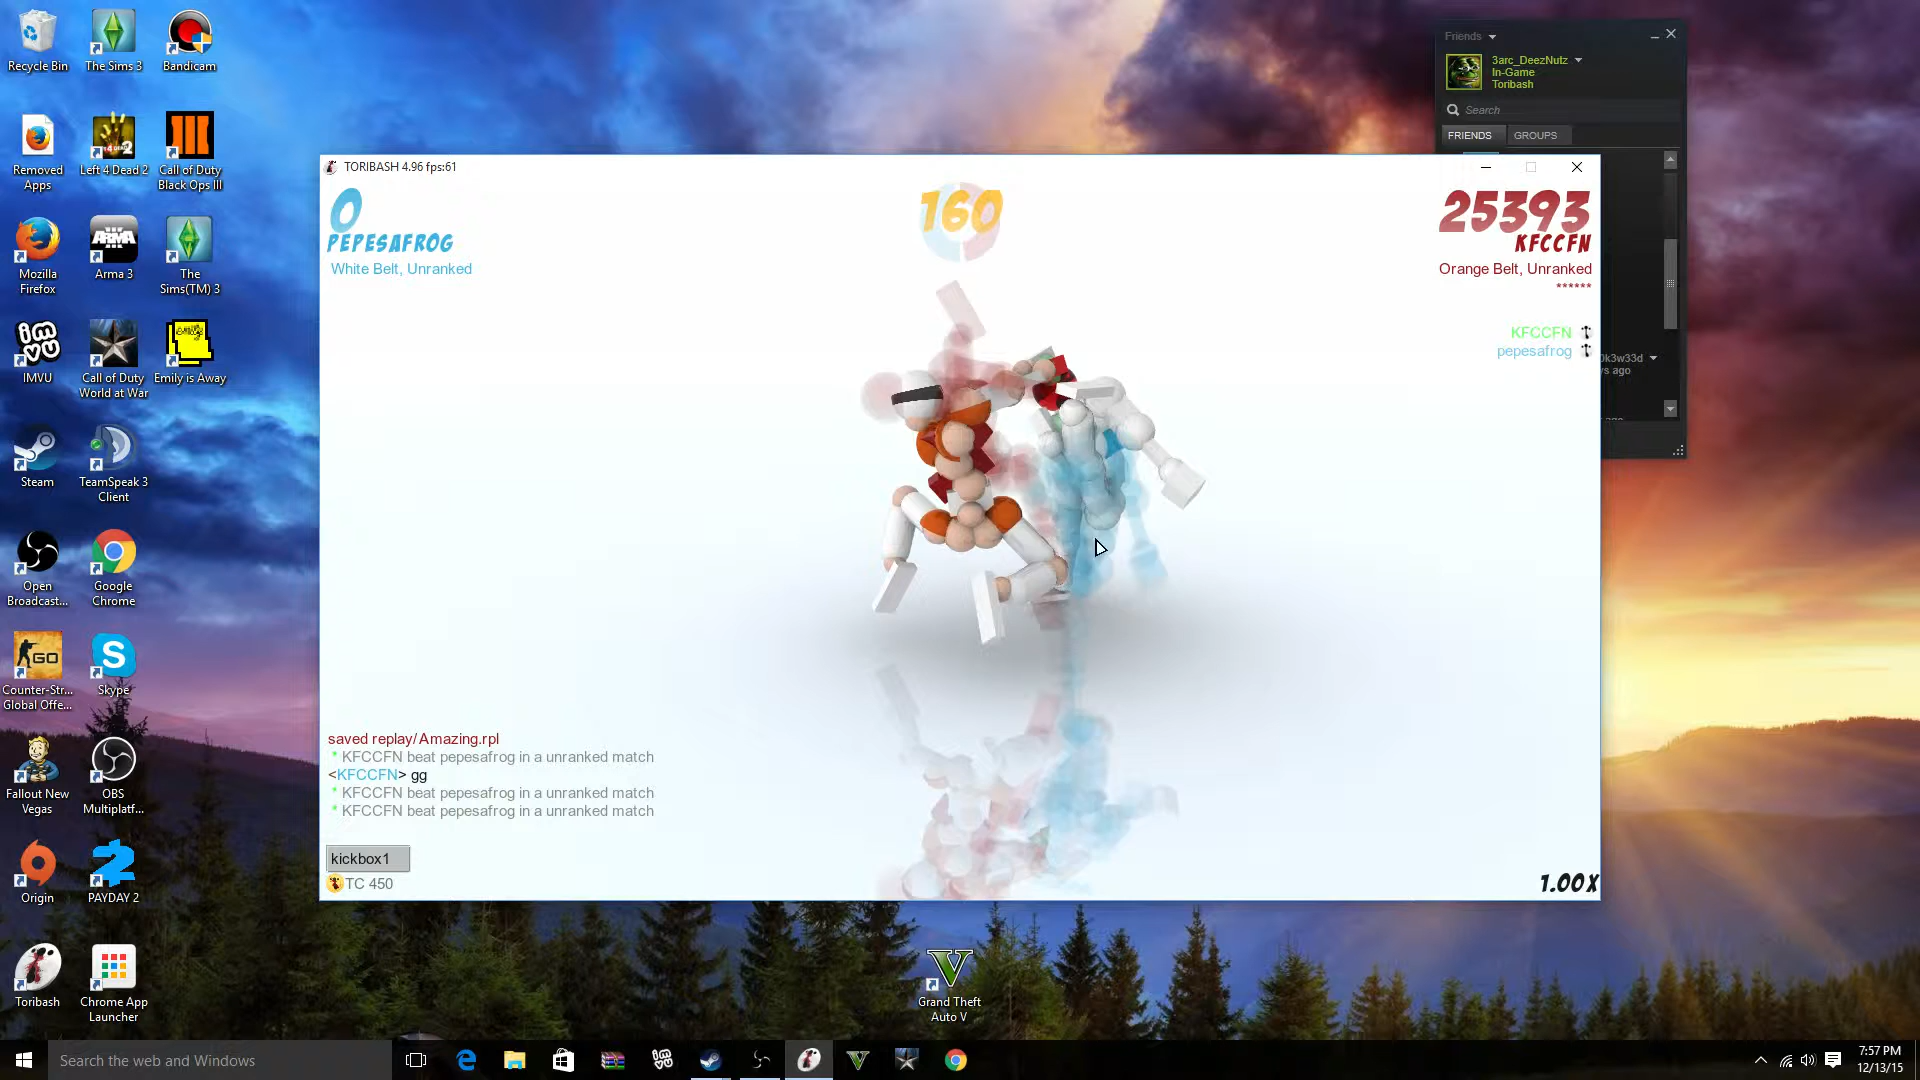 Recycle Bin
The Sims 3
Bandicam
Removed
Apps
Left 4 Dead 2
Call of Duty
Black Ops III
Mozilla
Firefox
Arma 3
The
Sims(TM) 3
IMVU
Call of Duty
World at War
Emily is Away
Steam
TeamSpeak 3
Client
Open
Broadcast...
Google
Chrome
Counter-Str...
Global Offe...
Skype
Fallout New
Vegas
OBS
Multiplatf...
Origin
PAYDAY 2
Toribash
Chrome App
Launcher
Grand Theft
Auto V
Friends
3arc_DeezNutz
In-Game
Toribash
Search
FRIENDS
GROUPS
0k3w33d
ys ago
TORIBASH 4.96 fps:61
0
PEPESAFROG
White Belt, Unranked
160
25393
KFCCFN
Orange Belt, Unranked
******
KFCCFN
pepesafrog
saved replay/Amazing.rpl
* KFCCFN beat pepesafrog in a unranked match
<KFCCFN> gg
* KFCCFN beat pepesafrog in a unranked match
* KFCCFN beat pepesafrog in a unranked match
kickbox1
TC 450
1.00X
Search the web and Windows
7:57 PM
12/13/15